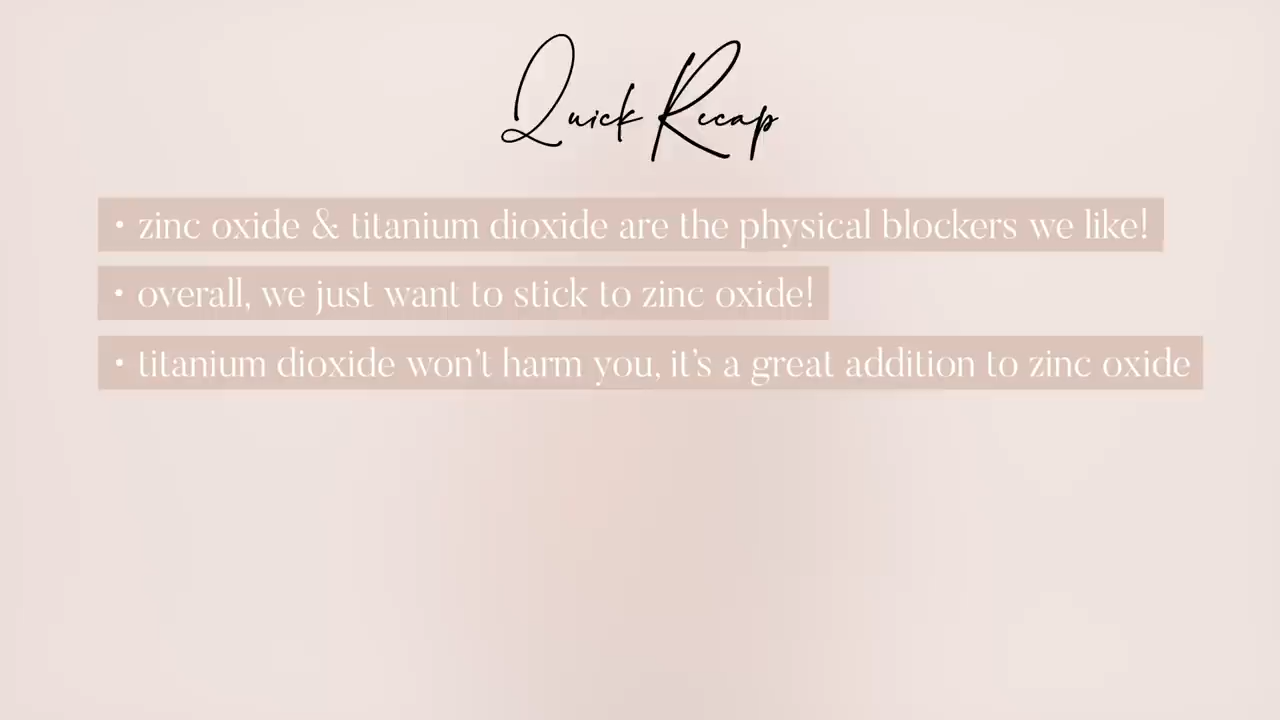 Quick Recap
• zinc oxide & titanium dioxide are the physical blockers we like!
• overall, we just want to stick to zinc oxide!
• titanium dioxide won't harm you, it's a great addition to zinc oxide